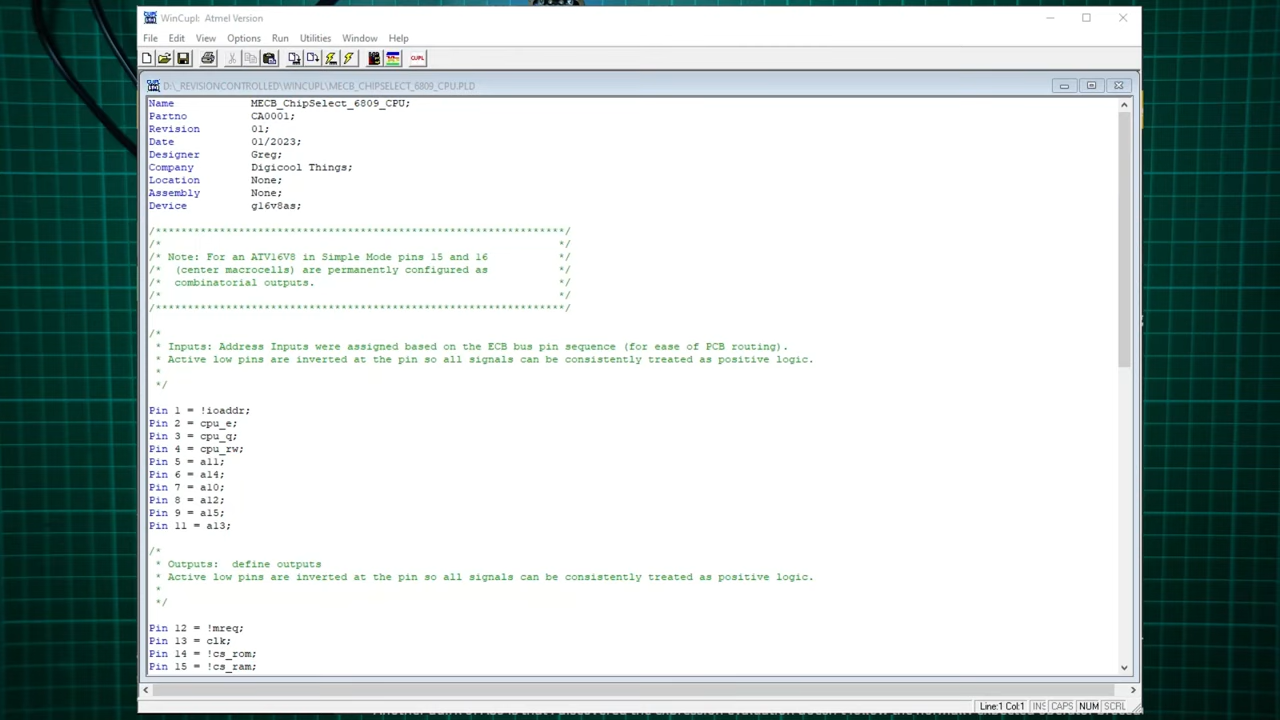 WinCupl: Atmel Version
File Edit View Options Run Utilities Window Help
CUPL
D:\_REVISIONCONTROLLED\WINCUPL\MECB_CHIPSELECT_6809_CPU.PLD
Name MECB_ChipSelect_6809_CPU;
Partno CA0001;
Revision 01;
Date 01/2023;
Designer Greg;
Company Digicool Things;
Location None;
Assembly None;
Device g16v8as;
/****************************************************************/
/* */
/* Note: For an ATV16V8 in Simple Mode pins 15 and 16 */
/* (center macrocells) are permanently configured as */
/* combinatorial outputs. */
/* */
/****************************************************************/
/*
* Inputs: Address Inputs were assigned based on the ECB bus pin sequence (for ease of PCB routing).
* Active low pins are inverted at the pin so all signals can be consistently treated as positive logic.
*
*/
Pin 1 = !ioaddr;
Pin 2 = cpu_e;
Pin 3 = cpu_q;
Pin 4 = cpu_rw;
Pin 5 = a11;
Pin 6 = a14;
Pin 7 = a10;
Pin 8 = a12;
Pin 9 = a15;
Pin 11 = a13;
/*
* Outputs: define outputs
* Active low pins are inverted at the pin so all signals can be consistently treated as positive logic.
*
*/
Pin 12 = !mreq;
Pin 13 = clk;
Pin 14 = !cs_rom;
Pin 15 = !cs_ram;
Line:1 Col:1 INS CAPS NUM SCRL